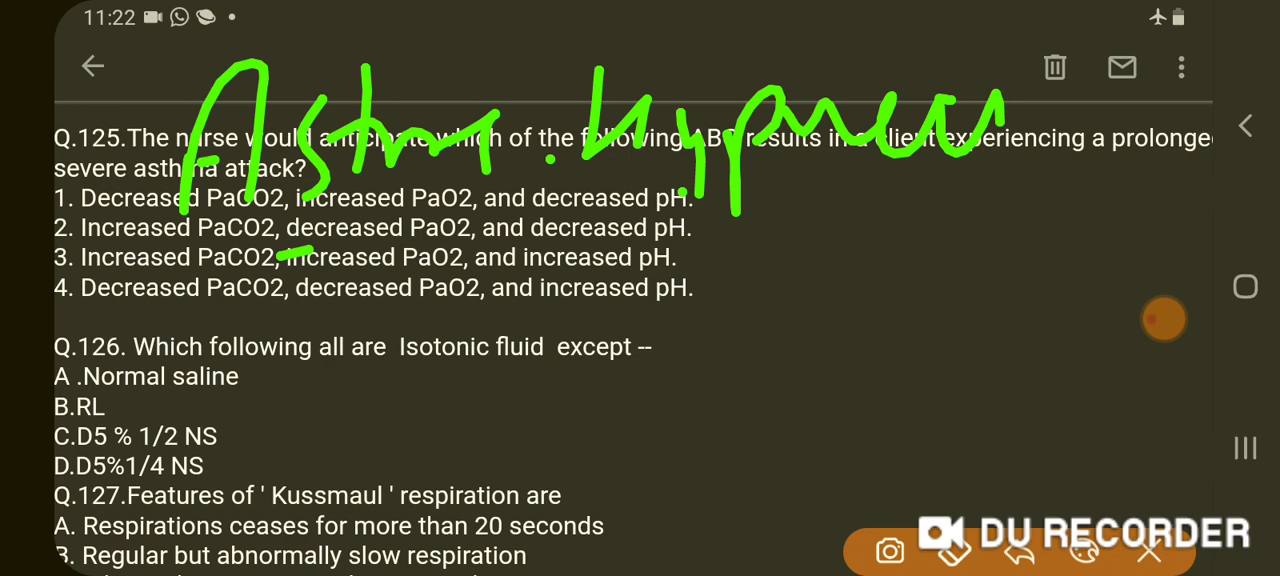 11:22
Q.125.The nurse would anticipate which of the following ABG results in a client experiencing a prolonge
severe asthma attack?
1. Decreased PaCO2, increased PaO2, and decreased pH.
2. Increased PaCO2, decreased PaO2, and decreased pH.
3. Increased PaCO2, increased PaO2, and increased pH.
4. Decreased PaCO2, decreased PaO2, and increased pH.
Q.126. Which following all are Isotonic fluid except --
A .Normal saline
B.RL
C.D5 % 1/2 NS
D.D5%1/4 NS
Q.127.Features of ' Kussmaul ' respiration are
A. Respirations ceases for more than 20 seconds
B. Regular but abnormally slow respiration
DU RECORDER